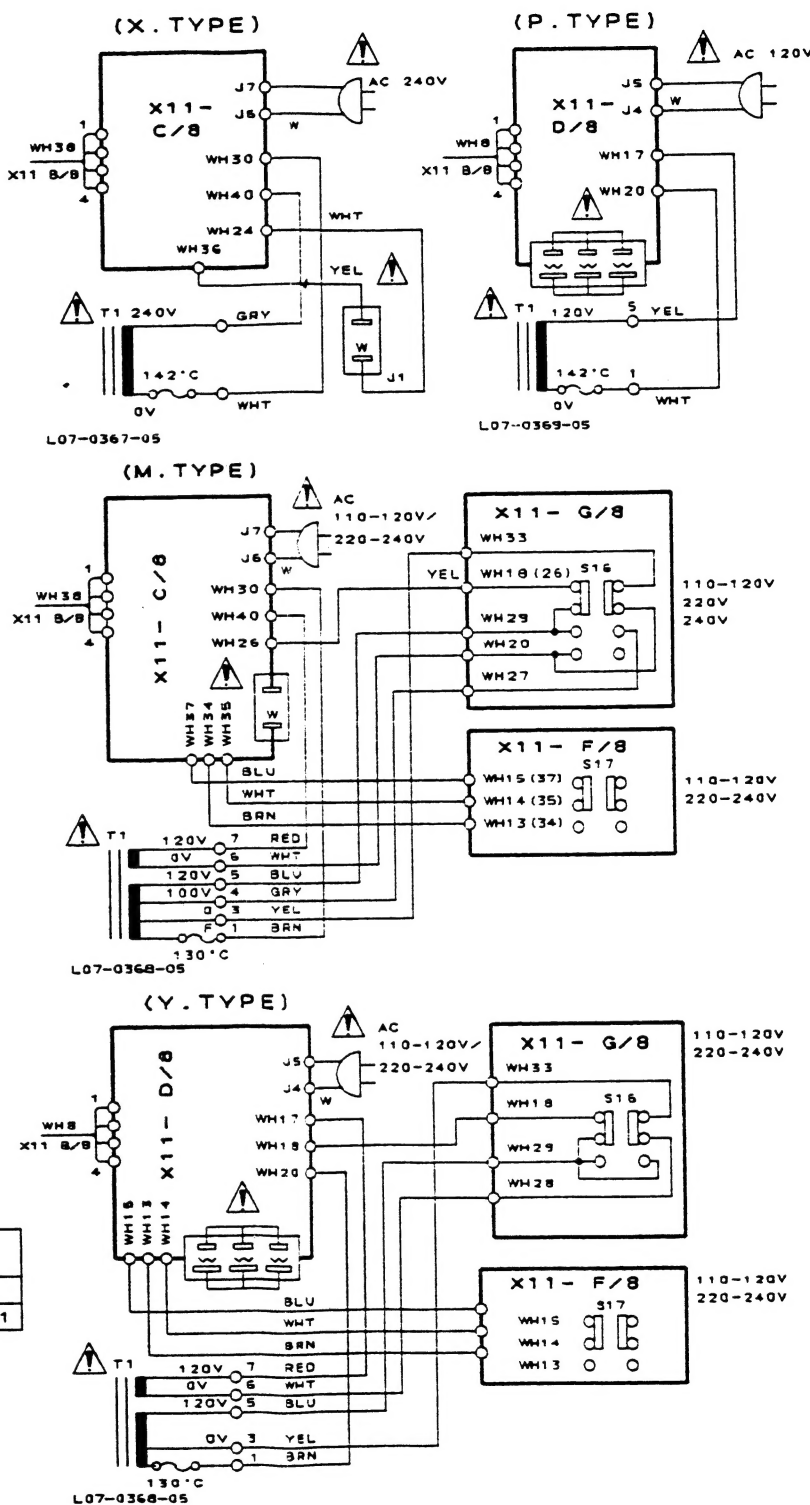 (X.TYPE)
X11-
C/8
J7
J6
W
AC 240V
1
WH38
X11 B/8
4
WH30
WH40
WH24
WHT
WH36
YEL
T1 240V
GRY
W
J1
142°C
0V
WHT
L07-0367-05
(P.TYPE)
X11-
D/8
J5
J4
W
AC 120V
1
WH8
X11 B/8
4
WH17
WH20
T1
120V
5
YEL
142°C
1
0V
WHT
L07-0369-05
(M.TYPE)
X11- C/8
J7
J6
W
AC
110-120V/
220-240V
1
WH38
X11 B/8
4
WH30
WH40
WH26
W
WH37
WH34
WH35
X11- G/8
WH33
YEL
WH18(26)
S16
WH29
WH20
WH27
110-120V
220V
240V
X11- F/8
S17
WH15(37)
WH14(35)
WH13(34)
110-120V
220-240V
BLU
WHT
BRN
T1
120V 7 RED
0V 6 WHT
120V 5 BLU
100V 4 GRY
0 3 YEL
F 1 BRN
130°C
L07-0368-05
(Y.TYPE)
X11- D/8
J5
J4
W
AC
110-120V/
220-240V
1
WH8
X11 B/8
4
WH17
WH18
WH20
WH15
WH13
WH14
X11- G/8
WH33
WH18
S16
WH29
WH28
110-120V
220-240V
X11- F/8
S17
WH15
WH14
WH13
110-120V
220-240V
BLU
WHT
BRN
T1
120V 7 RED
0V 6 WHT
120V 5 BLU
0V 3 YEL
1 BRN
130°C
L07-0368-05
1